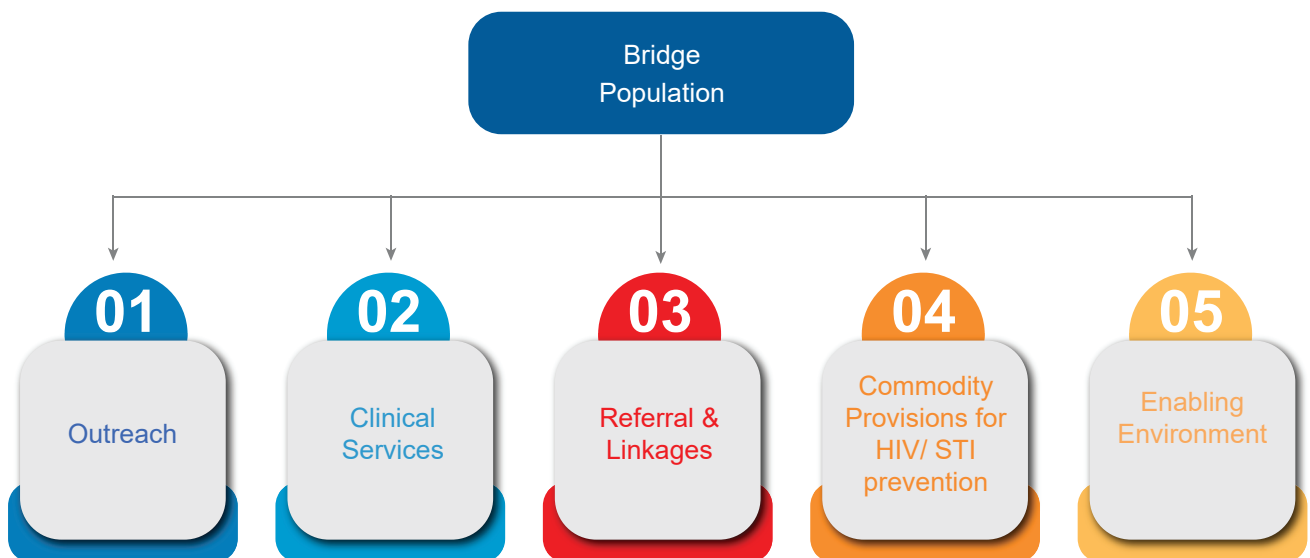 Bridge
Population
01
02
03
04
05
Outreach
Clinical
Services
Referral &
Linkages
Commodity
Provisions for
HIV/ STI
prevention
Enabling
Environment